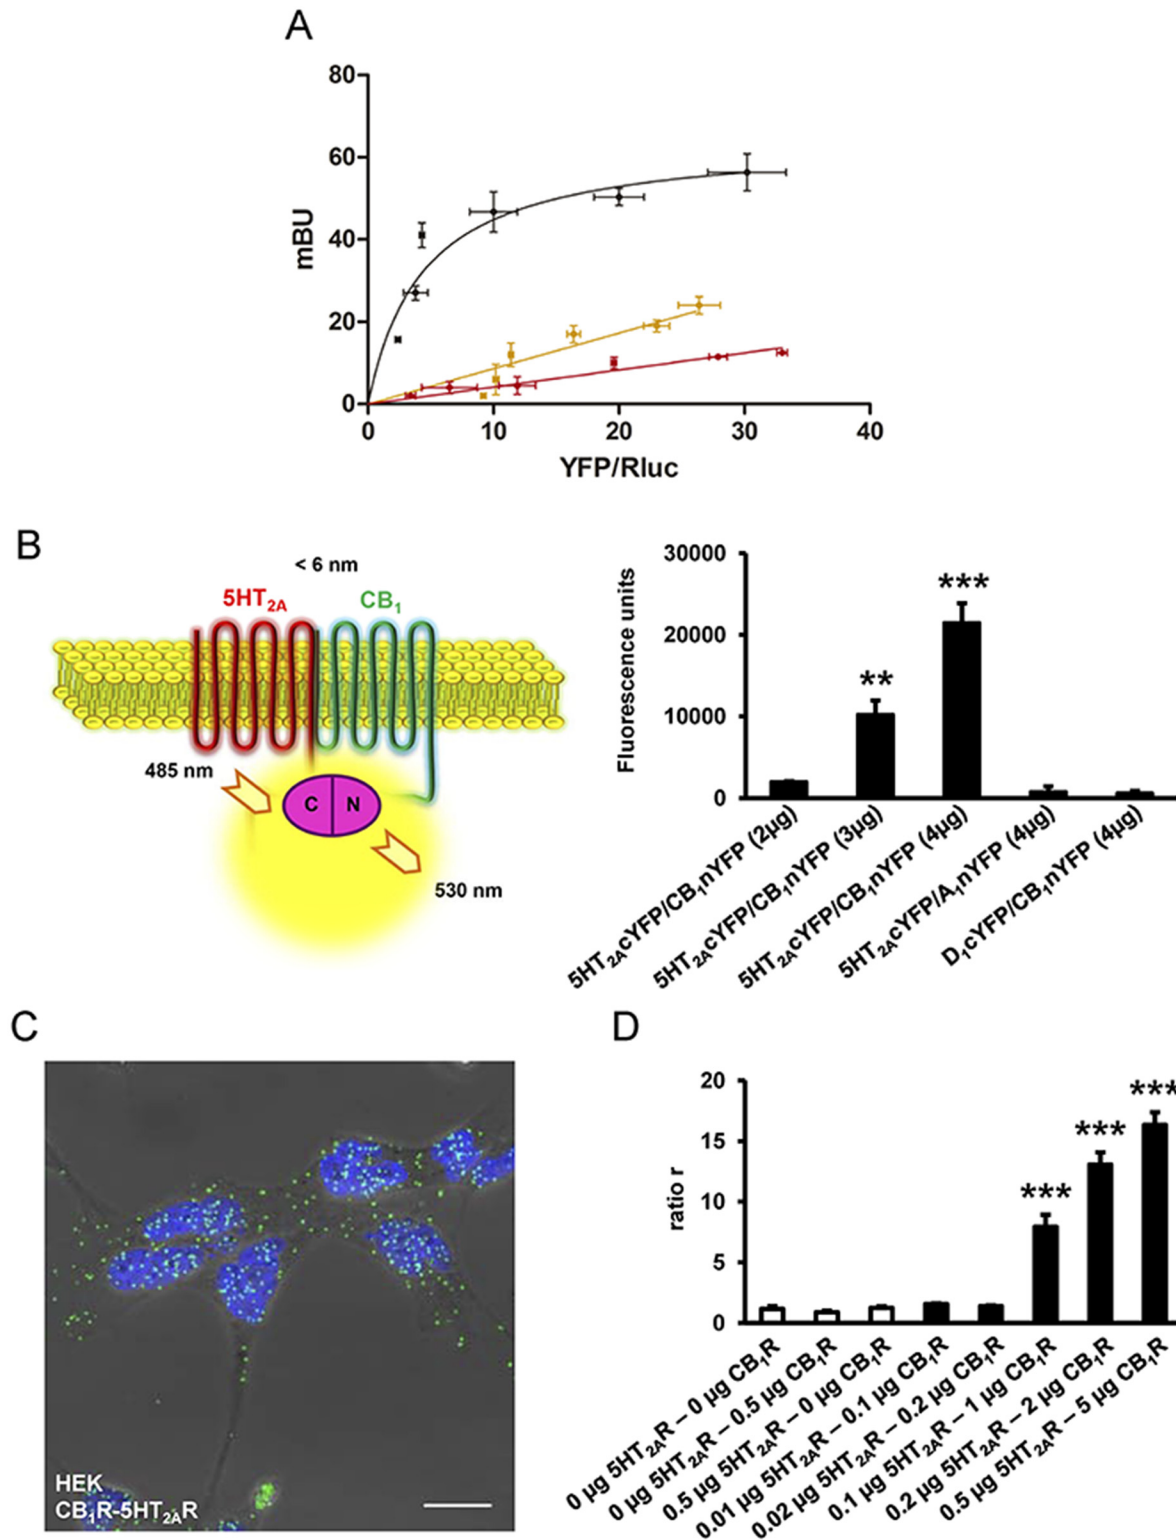 A
80
60
40
20
0
mBU
0 10 20 30 40
YFP/Rluc
B
< 6 nm
5HT2A
CB1
485 nm
C N
530 nm
30000
20000
10000
0
Fluorescence units
**
***
5HT2AcYFP/CB1nYFP (2µg)
5HT2AcYFP/CB1nYFP (3µg)
5HT2AcYFP/CB1nYFP (4µg)
5HT2AcYFP/A1nYFP (4µg)
D1cYFP/CB1nYFP (4µg)
C
HEK
CB1R-5HT2AR
D
20
15
10
5
0
ratio r
***
***
***
0 µg 5HT2AR – 0 µg CB1R
0 µg 5HT2AR – 0.5 µg CB1R
0.5 µg 5HT2AR – 0 µg CB1R
0.01 µg 5HT2AR – 0.1 µg CB1R
0.02 µg 5HT2AR – 0.2 µg CB1R
0.1 µg 5HT2AR – 1 µg CB1R
0.2 µg 5HT2AR – 2 µg CB1R
0.5 µg 5HT2AR – 5 µg CB1R